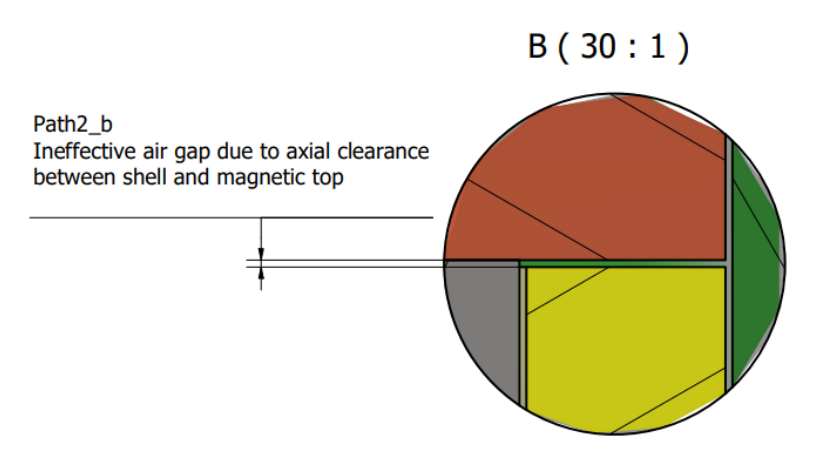 B ( 30 : 1 )
Path2_b
Ineffective air gap due to axial clearance
between shell and magnetic top